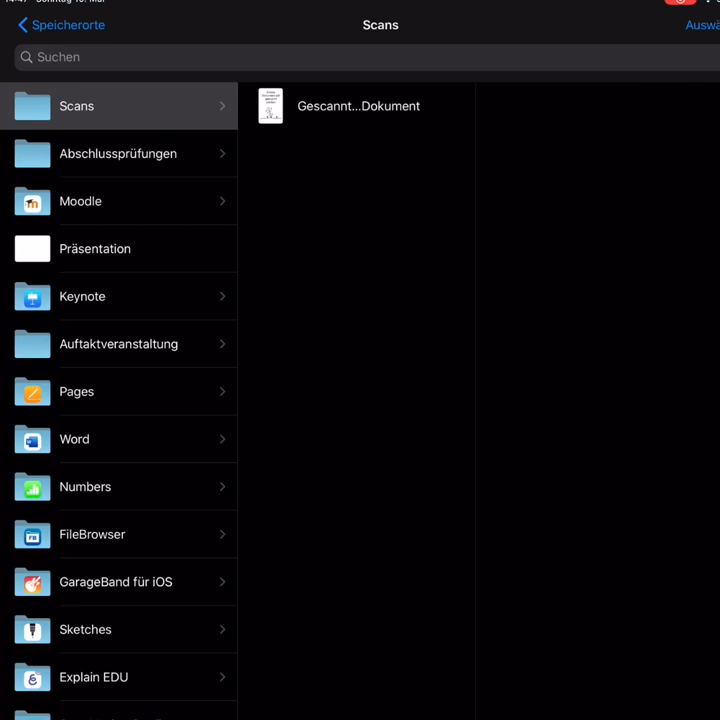 Speicherorte
Scans
Suchen
Scans
Gescannt...Dokument
Abschlussprüfungen
Moodle
Präsentation
Keynote
Auftaktveranstaltung
Pages
Word
Numbers
FileBrowser
FB
GarageBand für iOS
Sketches
Explain EDU